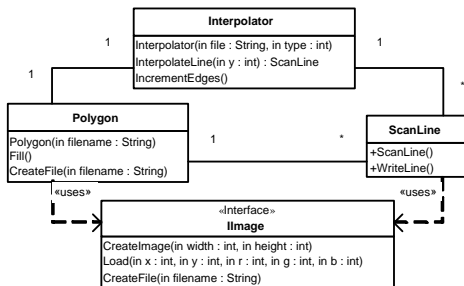 Interpolator
Interpolator(in file : String, in type : int)
InterpolateLine(in y : int) : ScanLine
IncrementEdges()
1
1
1
*
Polygon
Polygon(in filename : String)
Fill()
CreateFile(in filename : String)
1
*
ScanLine
+ScanLine()
+WriteLine()
«uses»
«uses»
«Interface»
IImage
CreateImage(in width : int, in height : int)
Load(in x : int, in y : int, in r : int, in g : int, in b : int)
CreateFile(in filename : String)